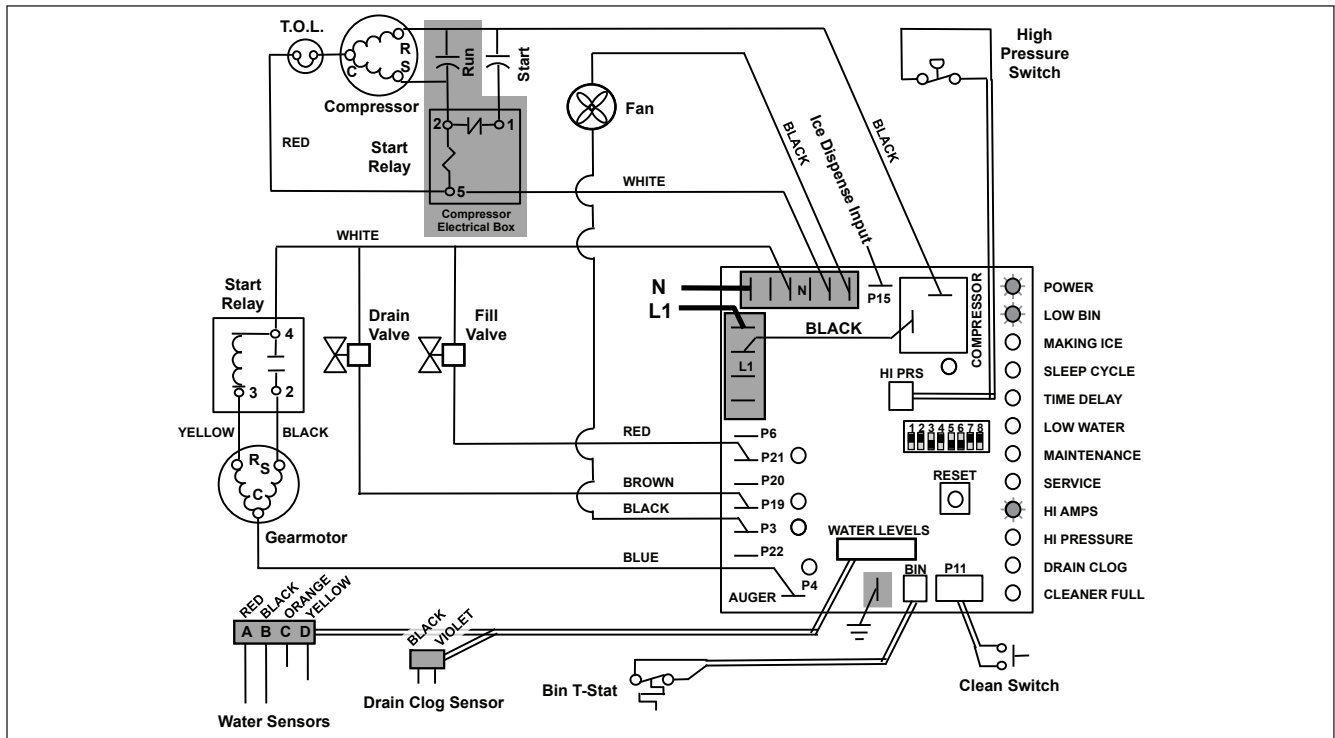 T.O.L.
R
S
C
Run
Start
Compressor
RED
2
1
Start
Relay
5
Compressor
Electrical Box
WHITE
Fan
BLACK
Ice Dispense Input
BLACK
High
Pressure
Switch
WHITE
Start
Relay
4
3
2
YELLOW
BLACK
R
S
C
Gearmotor
Drain
Valve
Fill
Valve
N
L1
N
P15
COMPRESSOR
BLACK
L1
HI PRS
RED
BROWN
BLACK
BLUE
P6
P21
P20
P19
P3
P22
P4
AUGER
1 2 3 4 5 6 7 8
RESET
WATER LEVELS
BIN
P11
POWER
LOW BIN
MAKING ICE
SLEEP CYCLE
TIME DELAY
LOW WATER
MAINTENANCE
SERVICE
HI AMPS
HI PRESSURE
DRAIN CLOG
CLEANER FULL
RED
BLACK
ORANGE
YELLOW
A B C D
Water Sensors
BLACK
VIOLET
Drain Clog Sensor
Bin T-Stat
Clean Switch